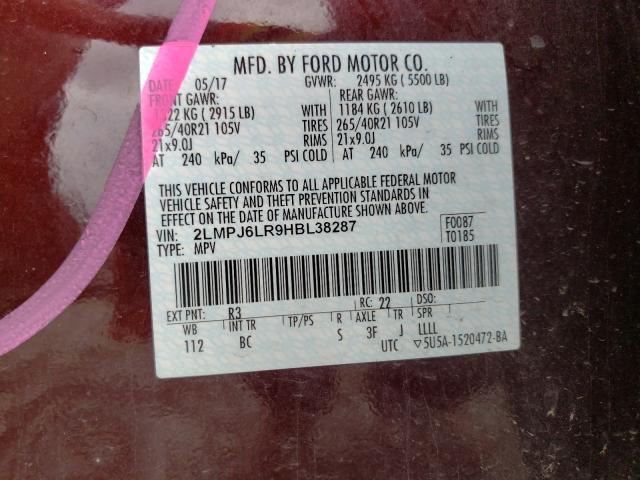 MFD. BY FORD MOTOR CO.
DATE 05/17 GVWR: 2495 KG ( 5500 LB)
FRONT GAWR: REAR GAWR:
1322 KG ( 2915 LB) WITH 1184 KG ( 2610 LB) WITH
265/40R21 105V TIRES 265/40R21 105V TIRES
21x9.0J RIMS 21x9.0J RIMS
AT 240 kPa/ 35 PSI COLD AT 240 kPa/ 35 PSI COLD
THIS VEHICLE CONFORMS TO ALL APPLICABLE FEDERAL MOTOR
VEHICLE SAFETY AND THEFT PREVENTION STANDARDS IN
EFFECT ON THE DATE OF MANUFACTURE SHOWN ABOVE.
VIN: 2LMPJ6LR9HBL38287 F0087
TYPE: MPV T0185
EXT PNT: R3 RC: 22 DSO:
WB INT TR TP/PS R AXLE TR SPR
112 BC S 3F J LLLL
UTC ▽5U5A-1520472-BA